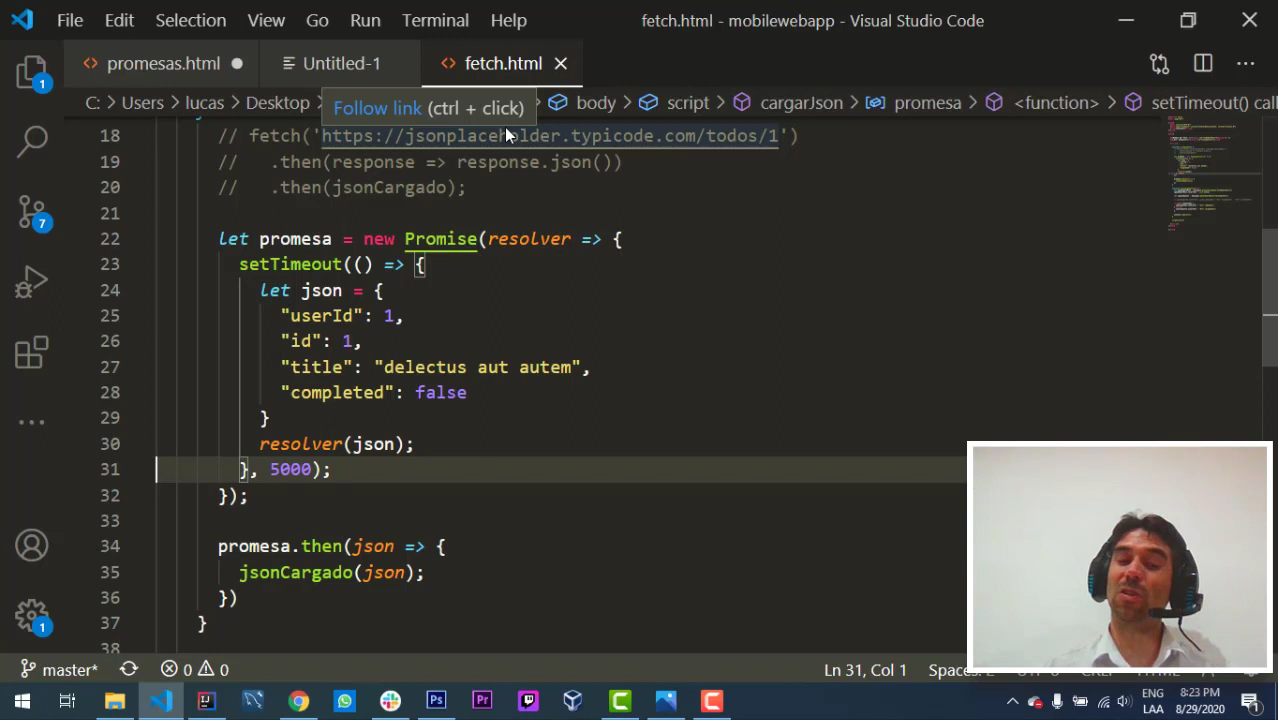 File Edit Selection View Go Run Terminal Help fetch.html - mobilewebapp - Visual Studio Code
promesas.html Untitled-1 fetch.html
C: Users lucas Desktop body script cargarJson promesa <function> setTimeout() call
Follow link (ctrl + click)
18 // fetch('https://jsonplaceholder.typicode.com/todos/1')
19 // .then(response => response.json())
20 // .then(jsonCargado);
21
22 let promesa = new Promise(resolver => {
23 setTimeout(() => {
24 let json = {
25 "userId": 1,
26 "id": 1,
27 "title": "delectus aut autem",
28 "completed": false
29 }
30 resolver(json);
31 }, 5000);
32 });
33
34 promesa.then(json => {
35 jsonCargado(json);
36 })
37 }
38
1
7
1
master* 0 0 Ln 31, Col 1
ENG 8:23 PM
LAA 8/29/2020 1